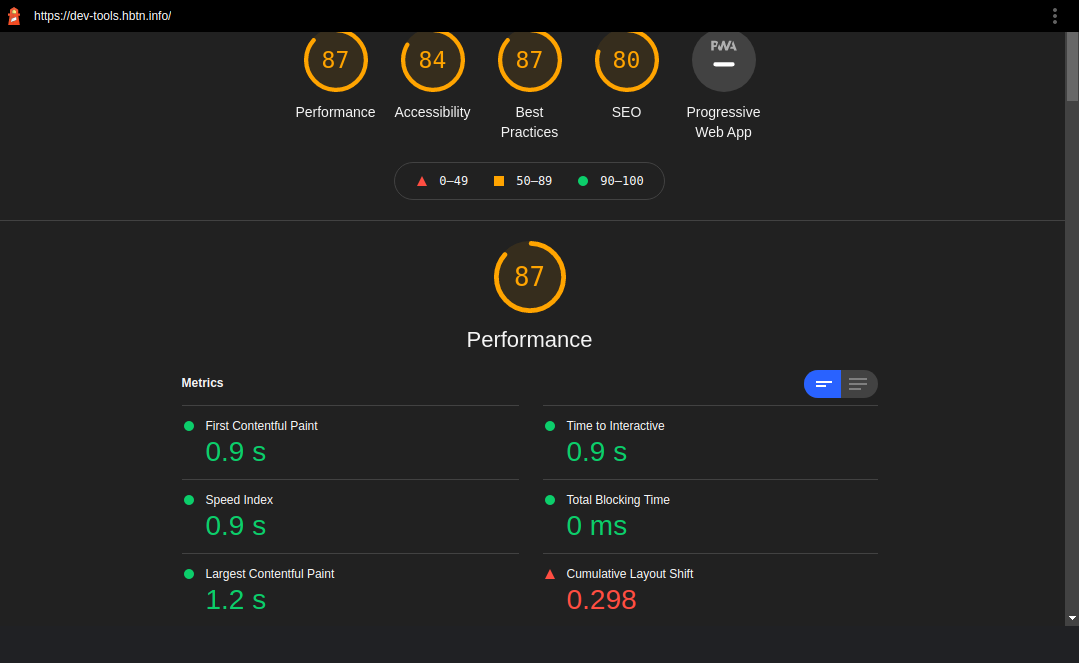 https://dev-tools.hbtn.info/
87 84 87 80 PWA
Performance Accessibility Best Practices SEO Progressive Web App
0–49 50–89 90–100
87
Performance
Metrics
First Contentful Paint
0.9 s
Time to Interactive
0.9 s
Speed Index
0.9 s
Total Blocking Time
0 ms
Largest Contentful Paint
1.2 s
Cumulative Layout Shift
0.298